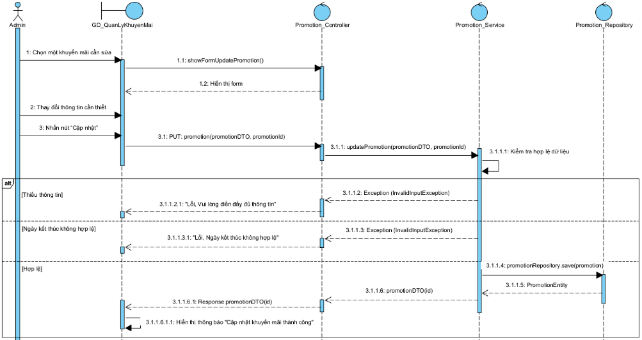 Admin
GD_QuanLyKhuyenMai
Promotion_Controller
Promotion_Service
Promotion_Repository
1: Chọn một khuyến mãi cần sửa
1.1: showFormUpdatePromotion()
1.2: Hiển thị form
2: Thay đổi thông tin cần thiết
3: Nhấn nút "Cập nhật"
3.1: PUT: promotion(promotionDTO, promotionId)
3.1.1: updatePromotion(promotionDTO, promotionId)
3.1.1.1: Kiểm tra hợp lệ dữ liệu
alt
[Thiếu thông tin]
3.1.1.2: Exception (InvalidInputException)
3.1.1.2.1: "Lỗi, Vui lòng điền đầy đủ thông tin"
[Ngày kết thúc không hợp lệ]
3.1.1.3: Exception (InvalidInputException)
3.1.1.3.1: "Lỗi, Ngày kết thúc không hợp lệ"
[Hợp lệ]
3.1.1.4: promotionRepository.save(promotion)
3.1.1.5: PromotionEntity
3.1.1.6: promotionDTO(id)
3.1.1.6.1: Response promotionDTO(id)
3.1.1.6.1.1: Hiển thị thông báo "Cập nhật khuyến mãi thành công"